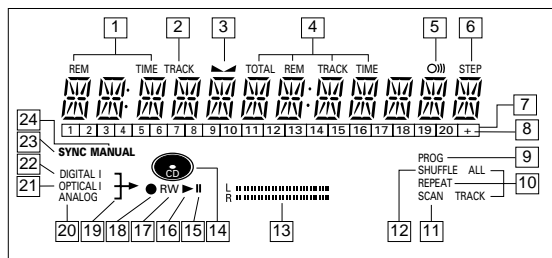 1 2 3 4 5 6
REM TIME TRACK TOTAL REM TRACK TIME STEP
7
1 2 3 4 5 6 7 8 9 10 11 12 13 14 15 16 17 18 19 20 +
24 8
23 SYNC MANUAL
22 DIGITAL I CD PROG 9
21 OPTICAL I SHUFFLE ALL
ANALOG RW L REPEAT 10
R SCAN TRACK
20 19 18 17 16 15 14 13 12 11